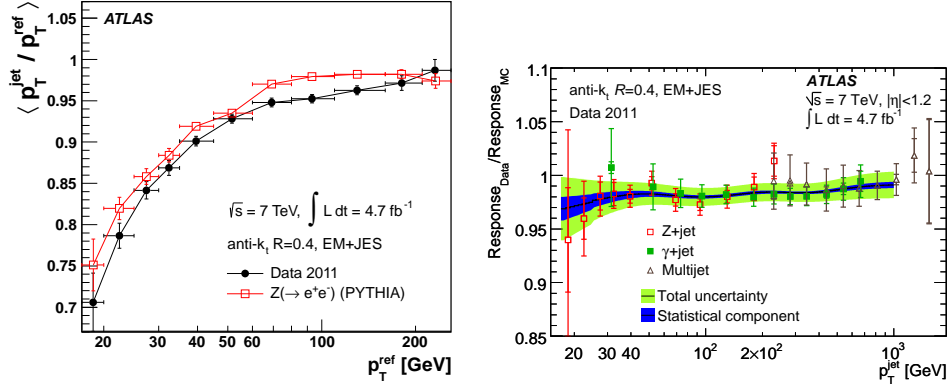 ATLAS
⟨ p_T^jet / p_T^ref ⟩
1.05
1
0.95
0.9
0.85
0.8
0.75
0.7
√s = 7 TeV, ∫ L dt = 4.7 fb⁻¹
anti-k_t R=0.4, EM+JES
Data 2011
Z(→ e⁺e⁻) (PYTHIA)
20 30 40 50 60 100 200
p_T^ref [GeV]
Response_Data/Response_MC
1.1
1.05
1
0.95
0.9
0.85
anti-k_t R=0.4, EM+JES
Data 2011
ATLAS
√s = 7 TeV, |η|<1.2
∫ L dt = 4.7 fb⁻¹
Z+jet
γ+jet
Multijet
Total uncertainty
Statistical component
20 30 40 10² 2×10² 10³
p_T^jet [GeV]